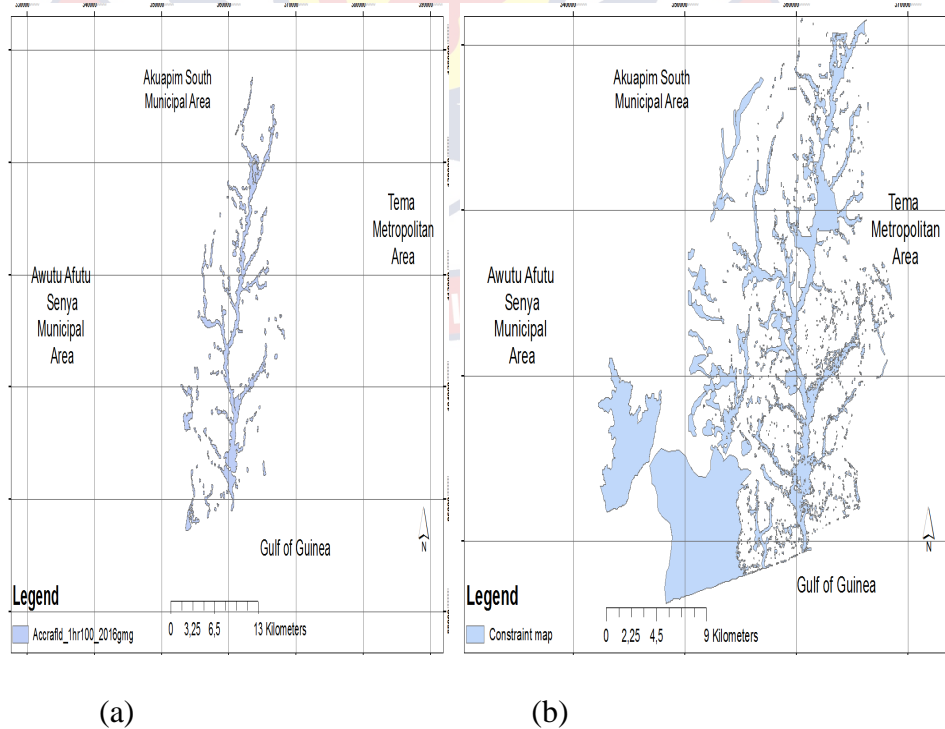 Akuapim South
Municipal Area
Tema
Metropolitan
Area
Awutu Afutu
Senya
Municipal
Area
Gulf of Guinea
N
Legend
0 3,25 6,5 13 Kilometers
Accrafld_1hr100_2016gmg
Akuapim South
Municipal Area
Tema
Metropolitan
Area
Awutu Afutu
Senya
Municipal
Area
Gulf of Guinea
N
Legend
0 2,25 4,5 9 Kilometers
Constraint map
(a)
(b)